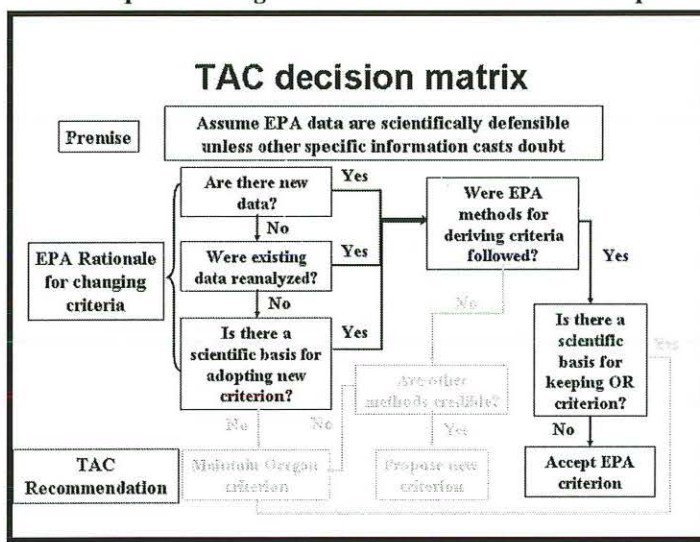 TAC decision matrix
Premise
Assume EPA data are scientifically defensible
unless other specific information casts doubt
Are there new
data?
Yes
No
Were existing
data reanalyzed?
Yes
No
Is there a
scientific basis for
adopting new
criterion?
Yes
EPA Rationale
for changing
criteria
Were EPA
methods for
deriving criteria
followed?
Yes
No
Is there a
scientific
basis for
keeping OR
criterion?
Yes
No
Are other
methods credible?
No
No
Yes
TAC
Recommendation
Maintain Oregon
criterion
Propose new
criterion
Accept EPA
criterion